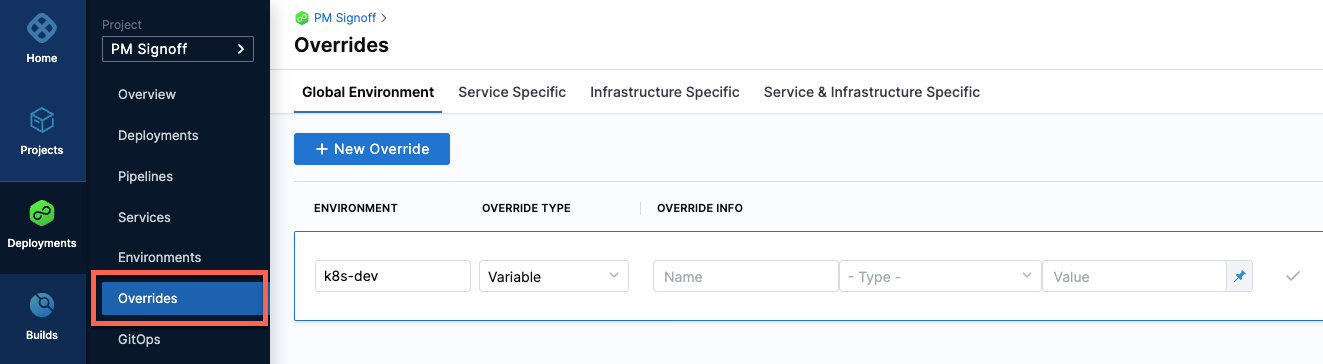 Home
Projects
Deployments
Builds
Project
PM Signoff
Overview
Deployments
Pipelines
Services
Environments
Overrides
GitOps
PM Signoff
Overrides
Global Environment Service Specific Infrastructure Specific Service & Infrastructure Specific
+ New Override
ENVIRONMENT OVERRIDE TYPE OVERRIDE INFO
k8s-dev Variable Name - Type - Value